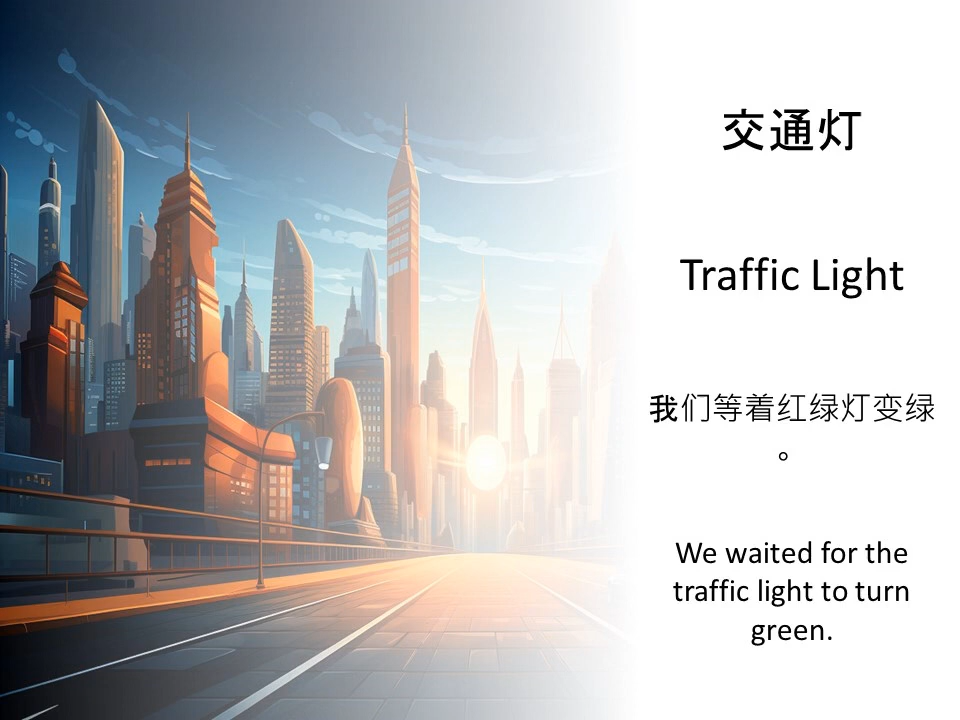 交通灯
Traffic Light
我们等着红绿灯变绿
。
We waited for the
traffic light to turn
green.